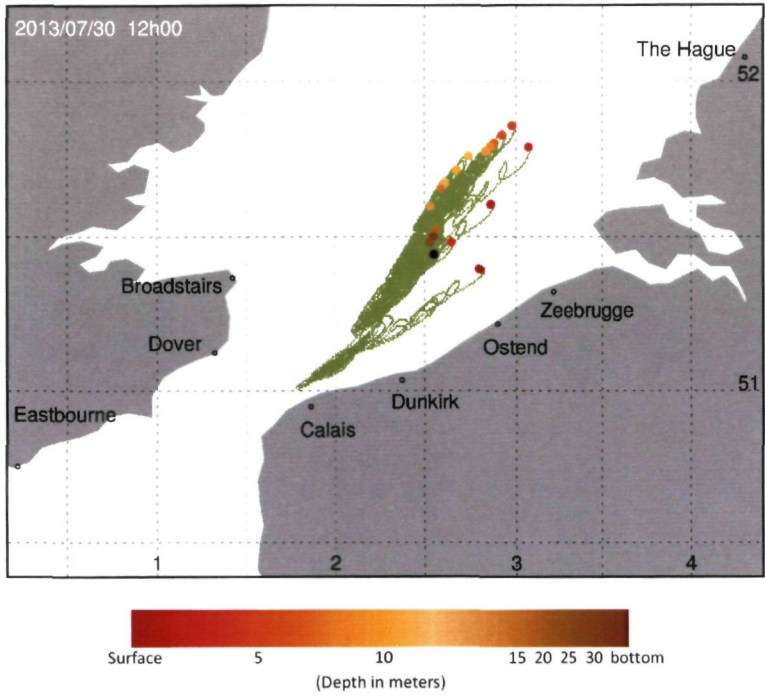 2013/07/30 12h00
The Hague
52
Broadstairs
Zeebrugge
Dover
Ostend
51
Dunkirk
Eastbourne
Calais
1 2 3 4
Surface 5 10 15 20 25 30 bottom
(Depth in meters)